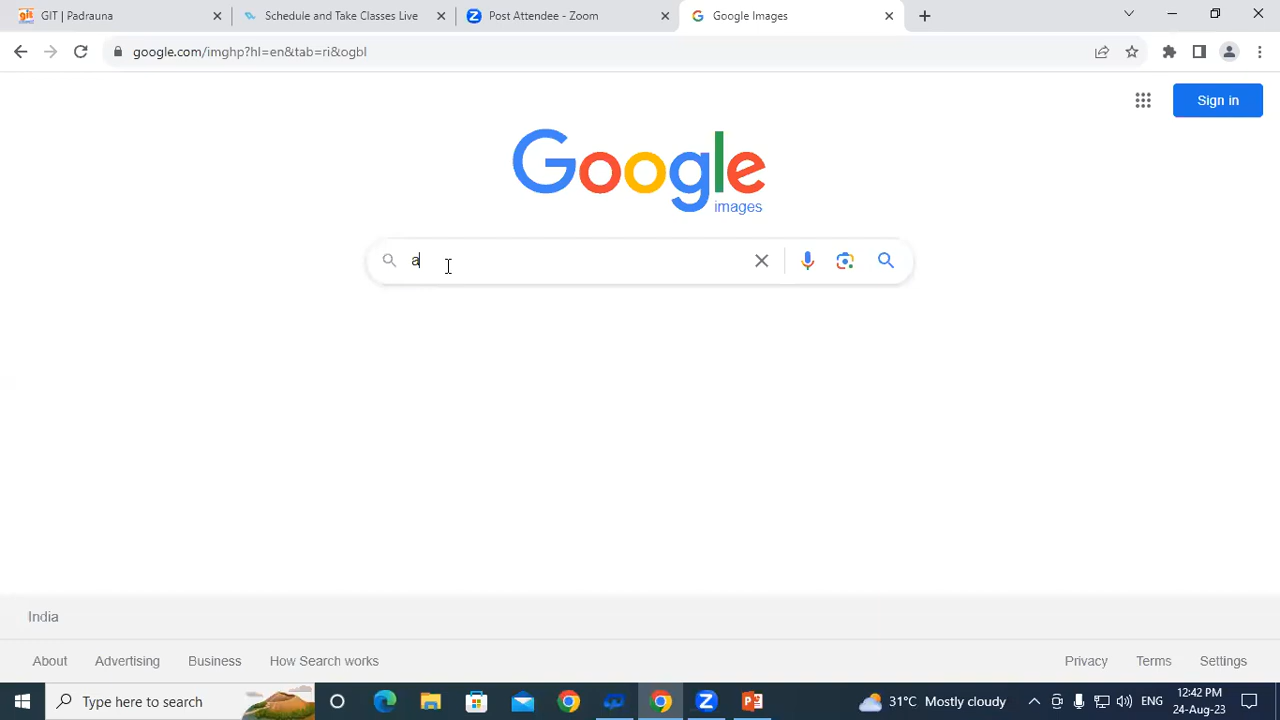 GIT | Padrauna
Schedule and Take Classes Live
Post Attendee - Zoom
Google Images
google.com/imghp?hl=en&tab=ri&ogbl
Sign in
Google
images
a
India
About Advertising Business How Search works
Privacy Terms Settings
Type here to search
31°C Mostly cloudy
ENG
12:42 PM
24-Aug-23